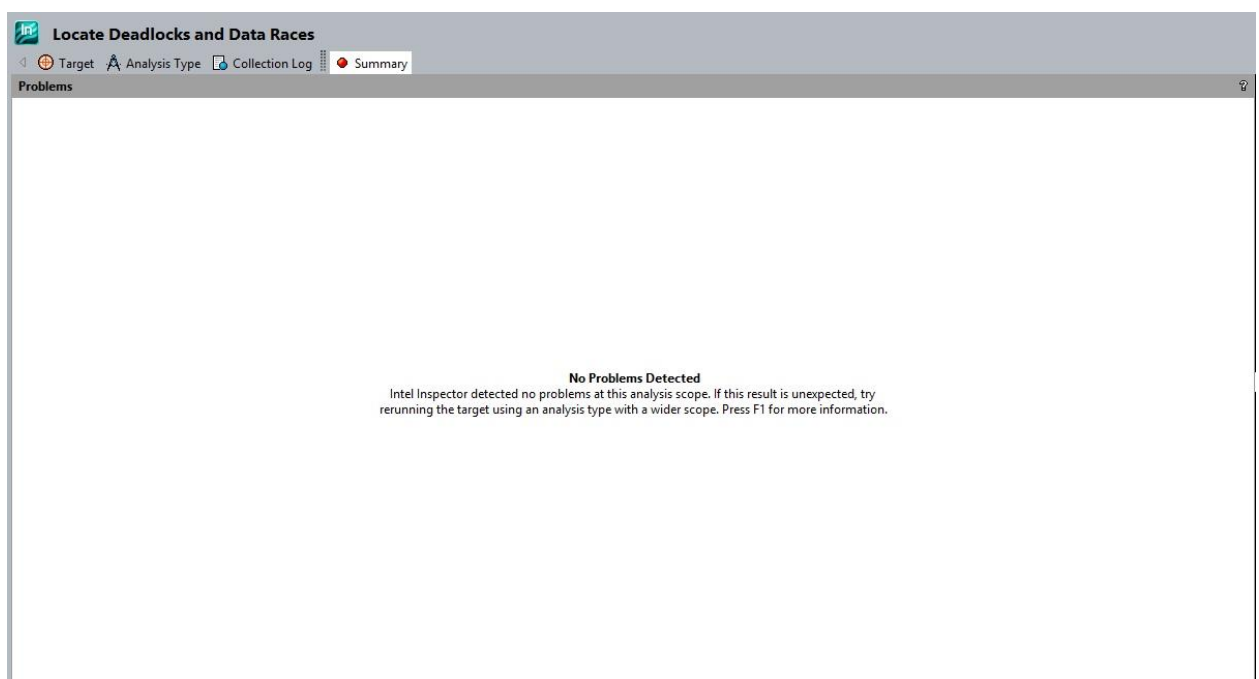 In
Locate Deadlocks and Data Races
Target Analysis Type Collection Log Summary
Problems ?
No Problems Detected
Intel Inspector detected no problems at this analysis scope. If this result is unexpected, try
rerunning the target using an analysis type with a wider scope. Press F1 for more information.